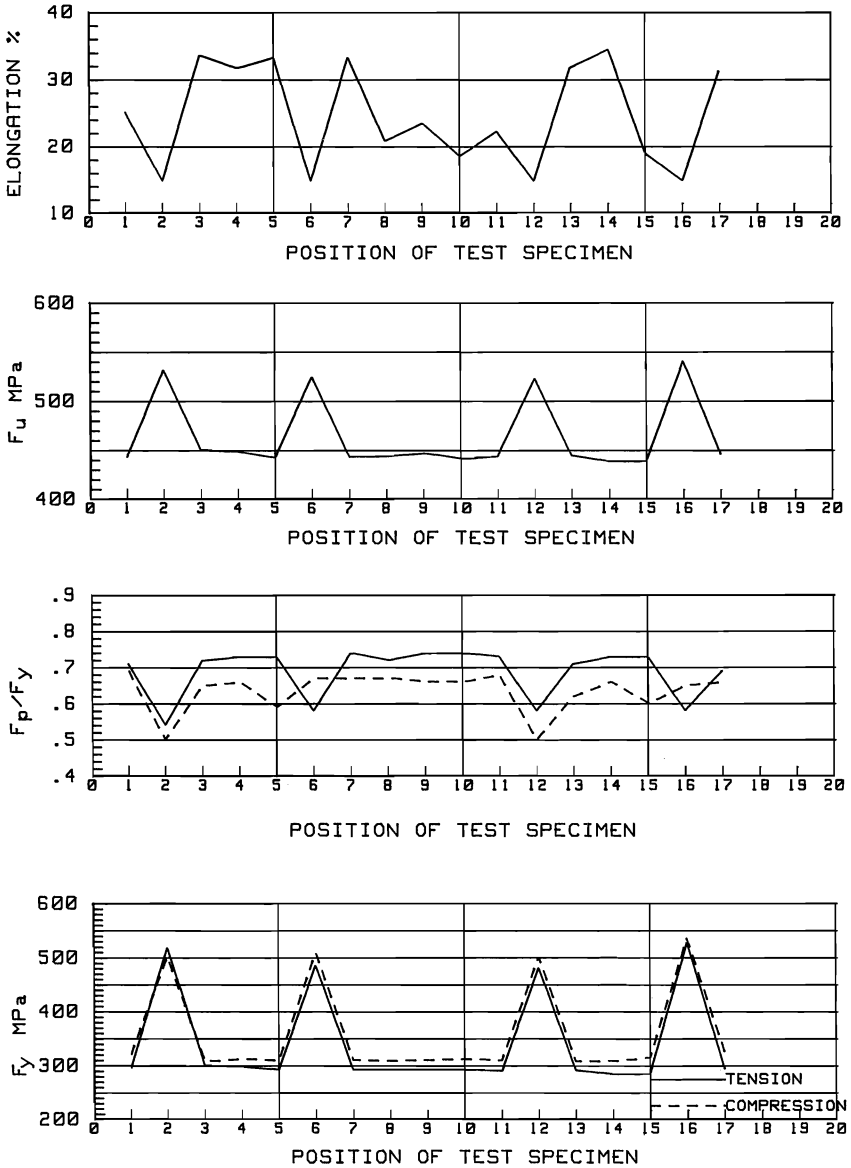 40
30
20
10
ELONGATION %
0 1 2 3 4 5 6 7 8 9 10 11 12 13 14 15 16 17 18 19 20
POSITION OF TEST SPECIMEN
600
500
400
Fu MPa
0 1 2 3 4 5 6 7 8 9 10 11 12 13 14 15 16 17 18 19 20
POSITION OF TEST SPECIMEN
.9
.8
.7
.6
.5
.4
Fp/Fy
0 1 2 3 4 5 6 7 8 9 10 11 12 13 14 15 16 17 18 19 20
POSITION OF TEST SPECIMEN
600
500
400
300
200
Fy MPa
TENSION
COMPRESSION
0 1 2 3 4 5 6 7 8 9 10 11 12 13 14 15 16 17 18 19 20
POSITION OF TEST SPECIMEN